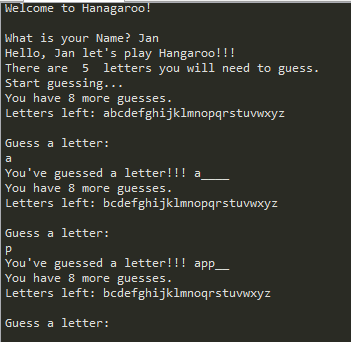 Welcome to Hanagaroo!
What is your Name? Jan
Hello, Jan let's play Hangaroo!!!
There are  5  letters you will need to guess.
Start guessing...
You have 8 more guesses.
Letters left: abcdefghijklmnopqrstuvwxyz
Guess a letter:
a
You've guessed a letter!!! a____
You have 8 more guesses.
Letters left: bcdefghijklmnopqrstuvwxyz
Guess a letter:
p
You've guessed a letter!!! app__
You have 8 more guesses.
Letters left: bcdefghijklmnoqrstuvwxyz
Guess a letter: